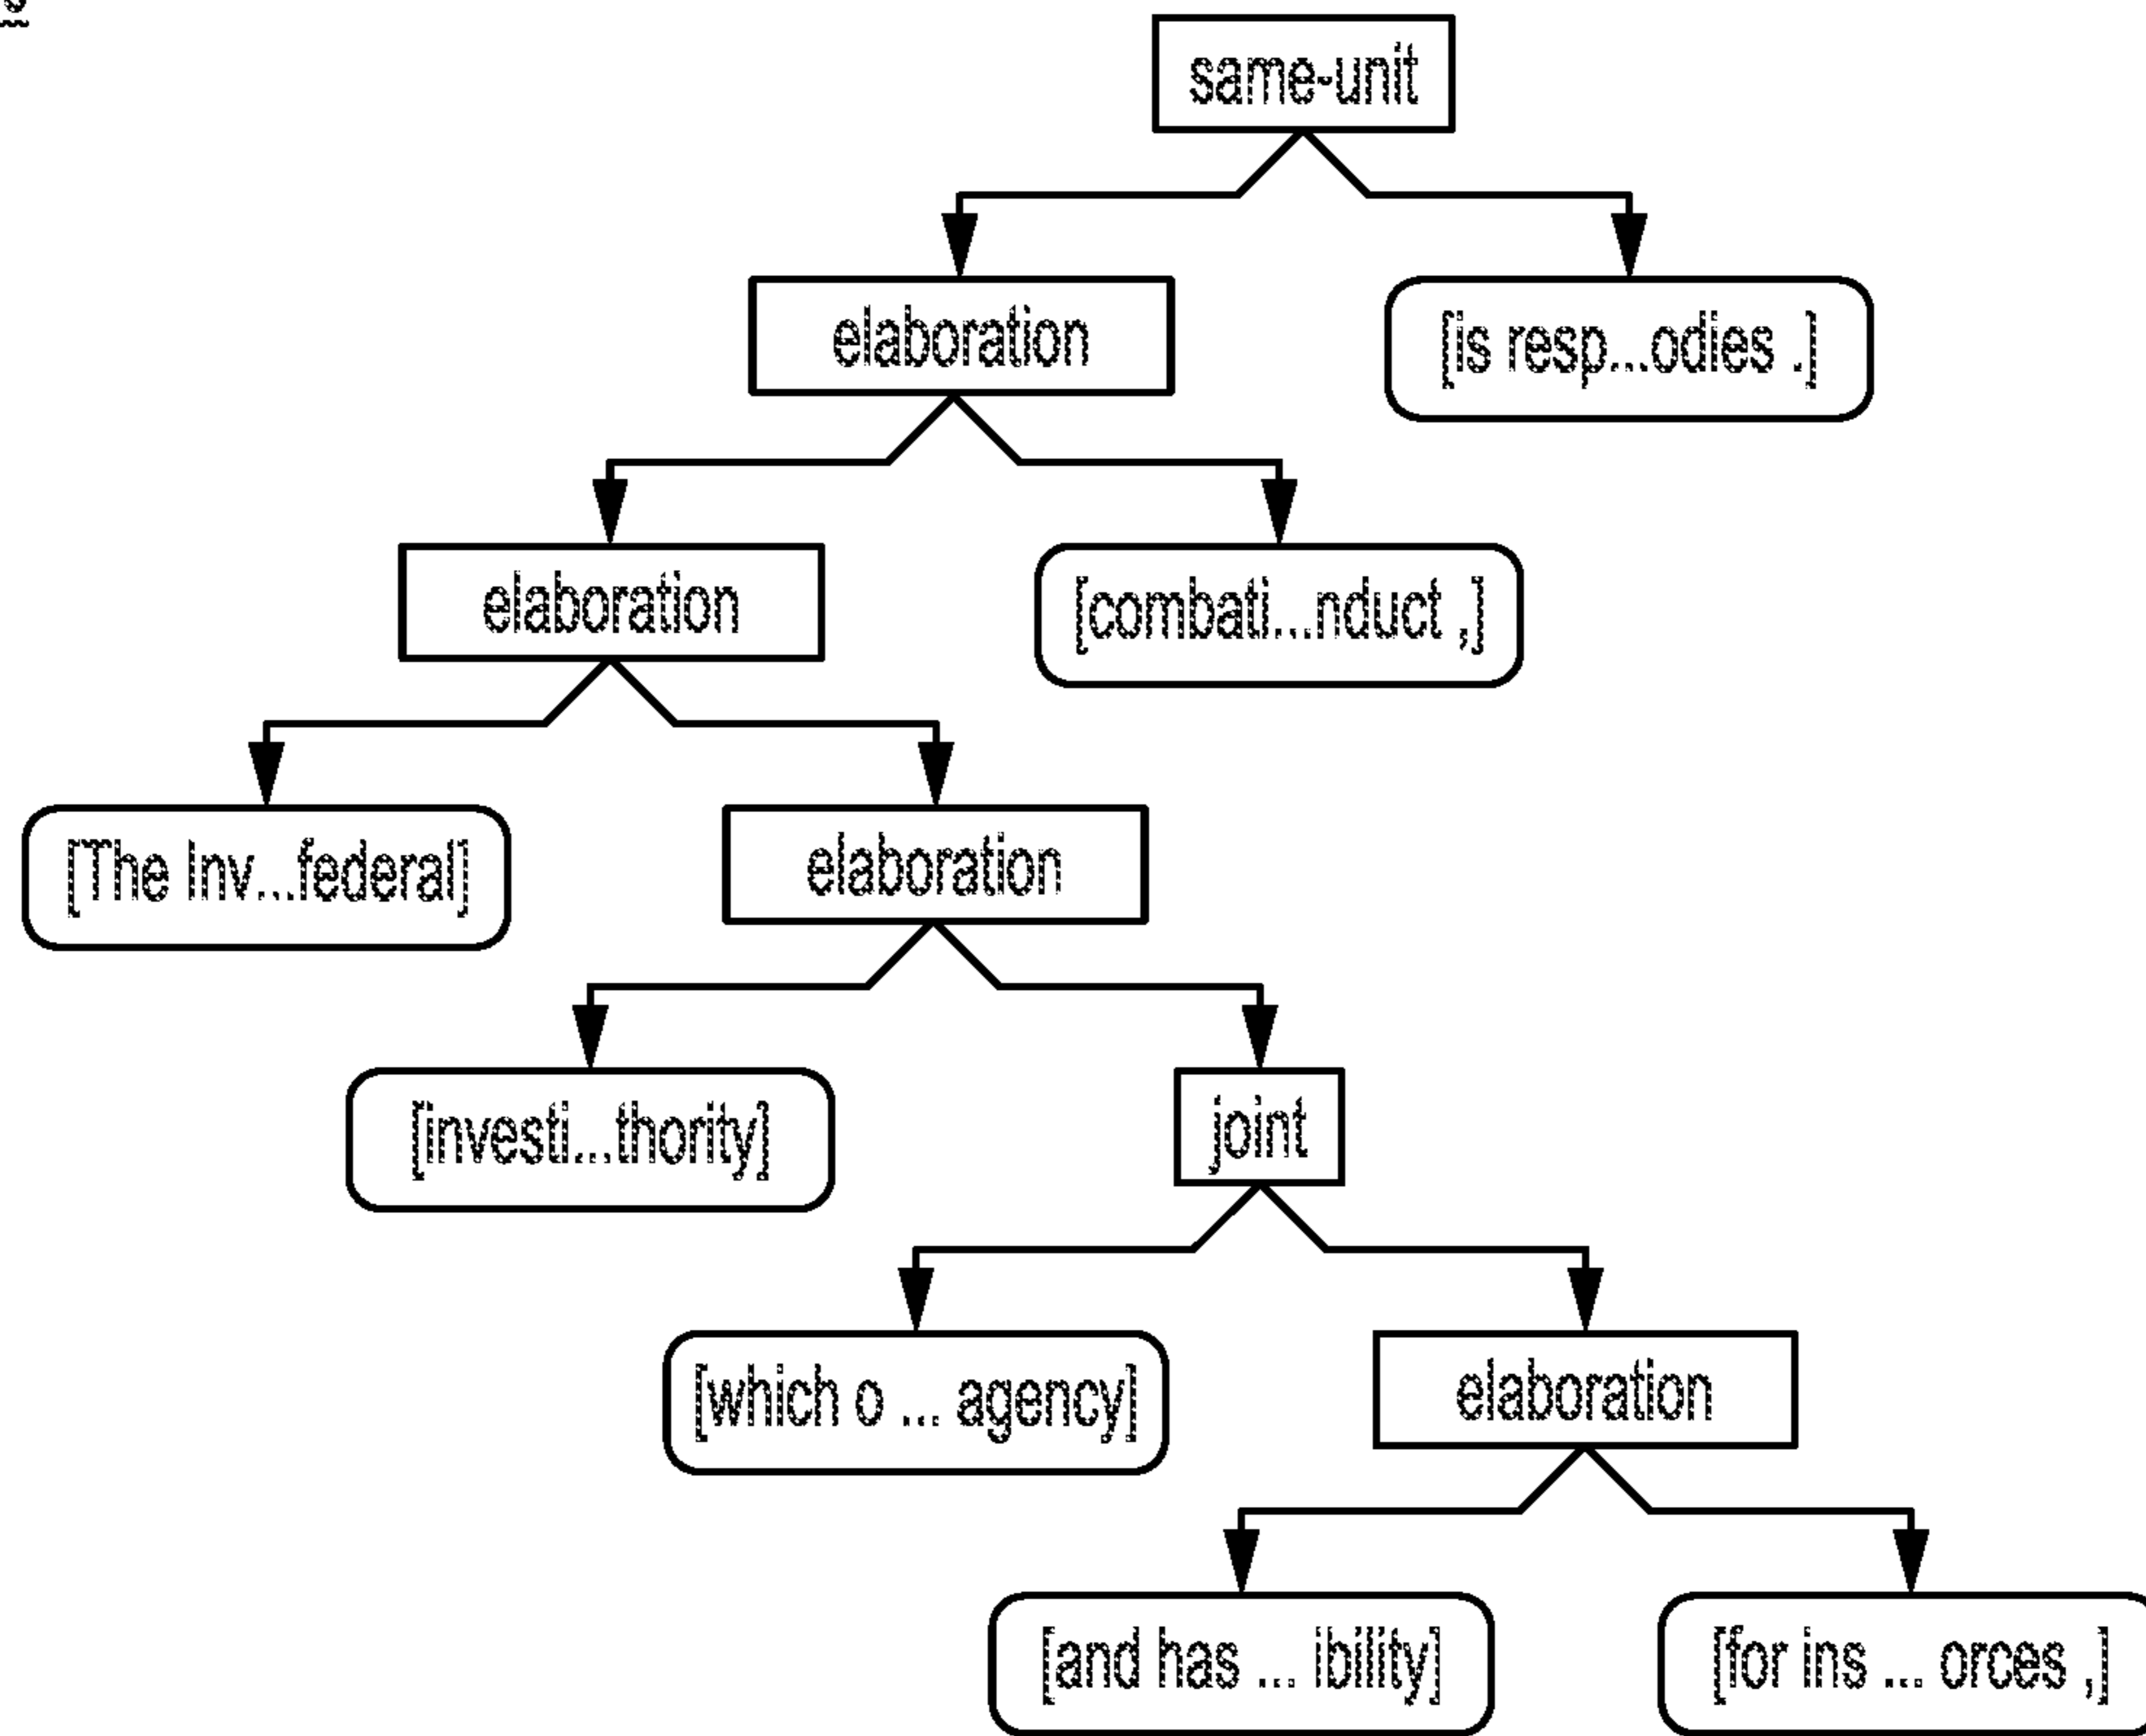 same-unit
elaboration
[is resp...odies .]
elaboration
[combati...nduct ,]
[The Inv...federal]
elaboration
[investi...thority]
joint
[which o ... agency]
elaboration
[and has ... ibility]
[for ins ... orces ,]